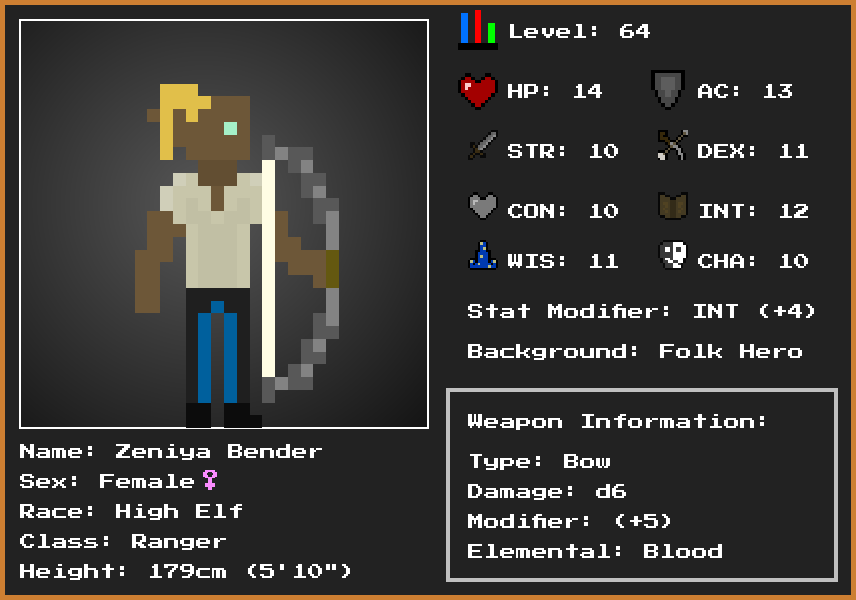 Level: 64
HP: 14
AC: 13
STR: 10
DEX: 11
CON: 10
INT: 12
WIS: 11
CHA: 10
Stat Modifier: INT (+4)
Background: Folk Hero
Name: Zeniya Bender
Sex: Female♀
Race: High Elf
Class: Ranger
Height: 179cm (5'10")
Weapon Information:
Type: Bow
Damage: d6
Modifier: (+5)
Elemental: Blood